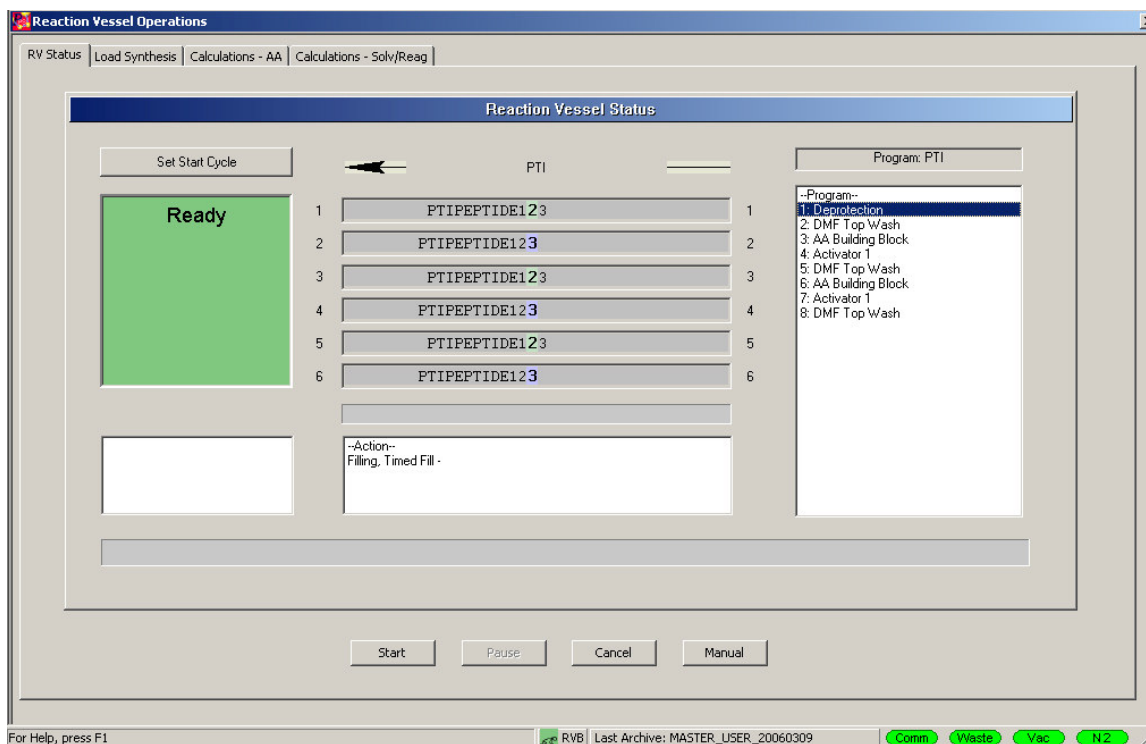 Reaction Vessel Operations
RV Status Load Synthesis Calculations - AA Calculations - Solv/Reag
Reaction Vessel Status
Set Start Cycle
PTI
Program: PTI
Ready
1 PTIPEPTIDE123 1
2 PTIPEPTIDE123 2
3 PTIPEPTIDE123 3
4 PTIPEPTIDE123 4
5 PTIPEPTIDE123 5
6 PTIPEPTIDE123 6
--Program--
1: Deprotection
2: DMF Top Wash
3: AA Building Block
4: Activator 1
5: DMF Top Wash
6: AA Building Block
7: Activator 1
8: DMF Top Wash
--Action--
Filling, Timed Fill -
Start Pause Cancel Manual
For Help, press F1 RVB Last Archive: MASTER_USER_20060309 Comm Waste Vac N2